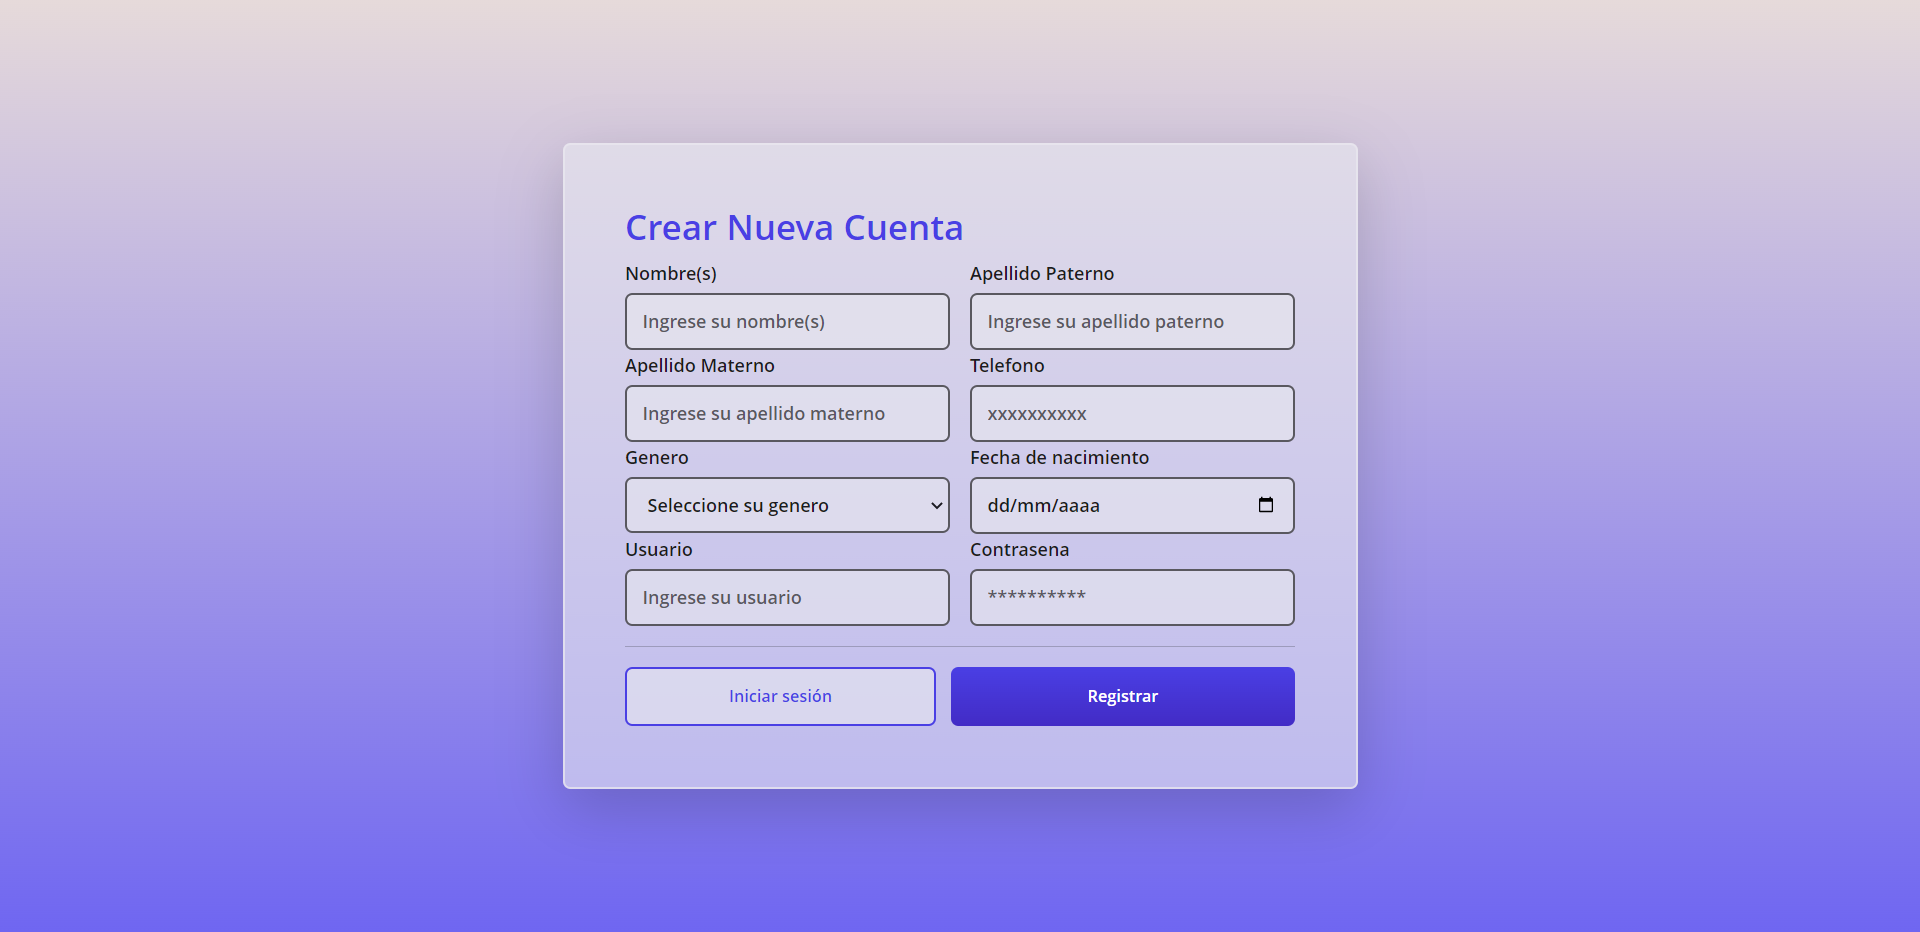 Crear Nueva Cuenta
Nombre(s) Apellido Paterno
Ingrese su nombre(s) Ingrese su apellido paterno
Apellido Materno Telefono
Ingrese su apellido materno xxxxxxxxxx
Genero Fecha de nacimiento
Seleccione su genero dd/mm/aaaa
Usuario Contrasena
Ingrese su usuario **********
Iniciar sesión Registrar